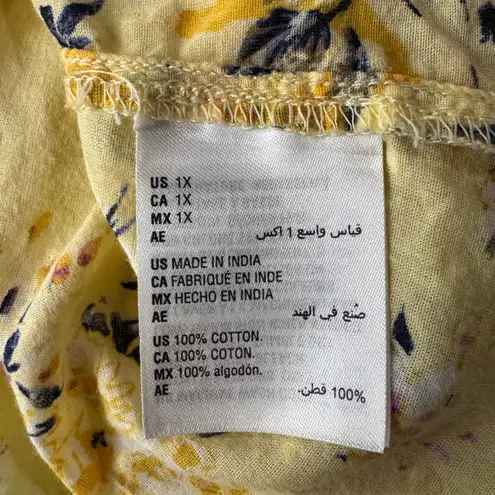 US 1X
CA 1X
MX 1X
AE قياس واسع 1 اكس
US MADE IN INDIA
CA FABRIQUÉ EN INDE
MX HECHO EN INDIA
AE صُنع في الهند
US 100% COTTON.
CA 100% COTON.
MX 100% algodón.
AE 100% قطن.